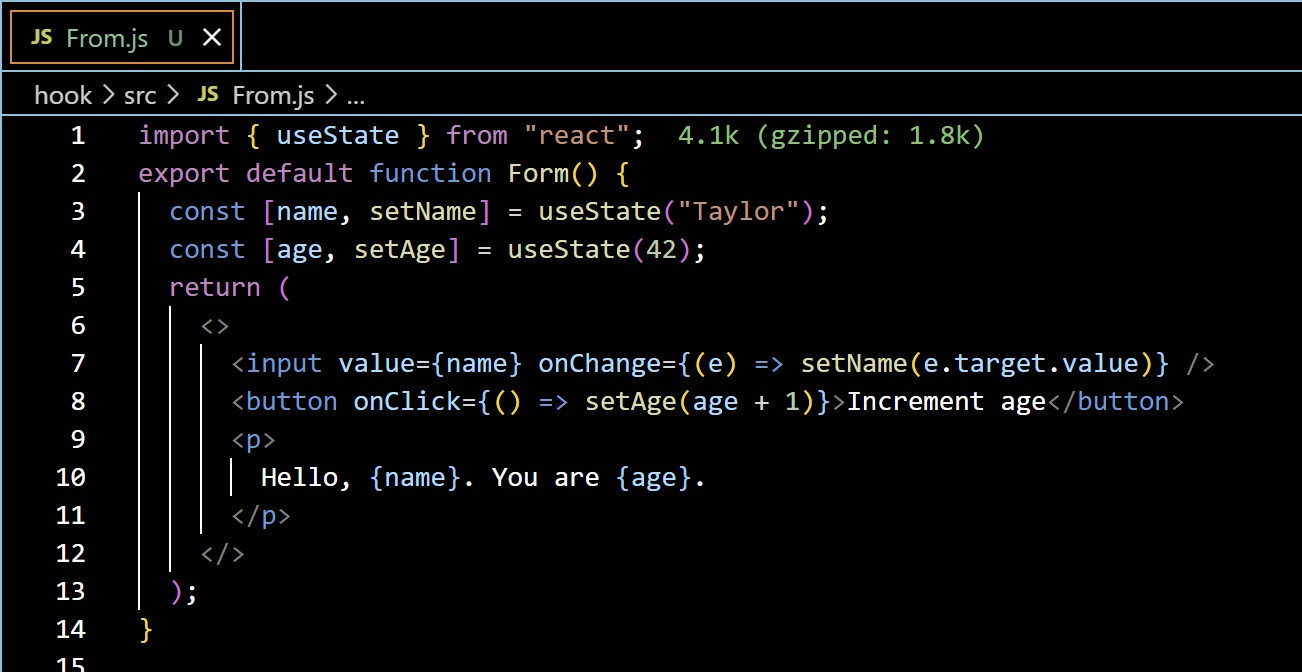 JS From.js U ×
hook > src > JS From.js > ...
1 import { useState } from "react"; 4.1k (gzipped: 1.8k)
2 export default function Form() {
3   const [name, setName] = useState("Taylor");
4   const [age, setAge] = useState(42);
5   return (
6     <>
7       <input value={name} onChange={(e) => setName(e.target.value)} />
8       <button onClick={() => setAge(age + 1)}>Increment age</button>
9       <p>
10         Hello, {name}. You are {age}.
11       </p>
12     </>
13   );
14 }
15